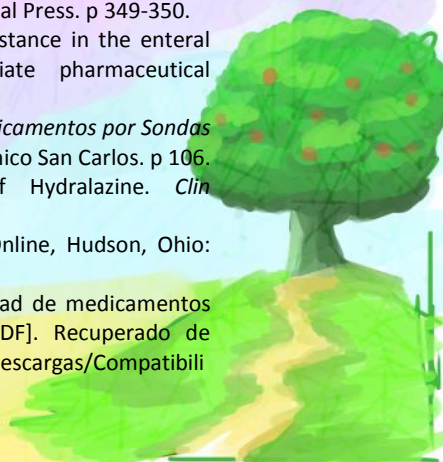 al Press. p 349-350.
stance in the enteral
iate pharmaceutical
dicamentos por Sondas
nico San Carlos. p 106.
f Hydralazine. Clin
Online, Hudson, Ohio:
ad de medicamentos
DF]. Recuperado de
escargas/Compatibili